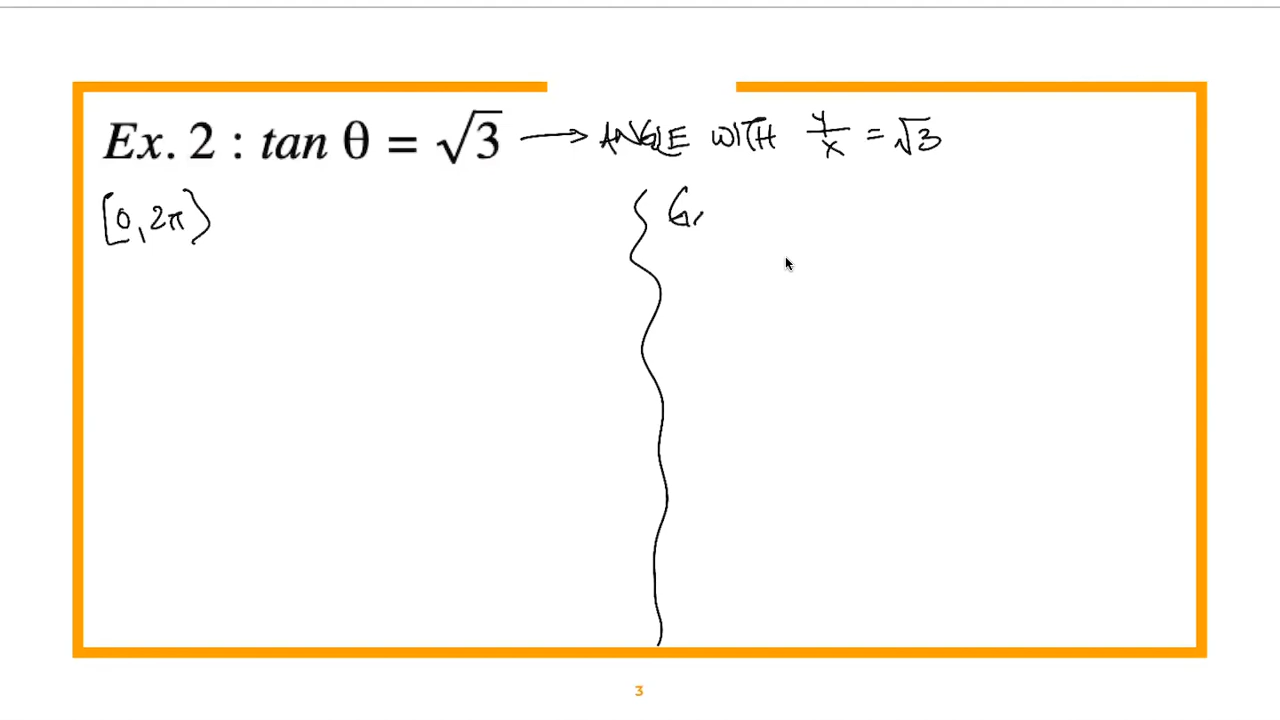 Ex. 2 : tan θ = √3 → ANGLE WITH y/x = √3
[0, 2π)
G
3